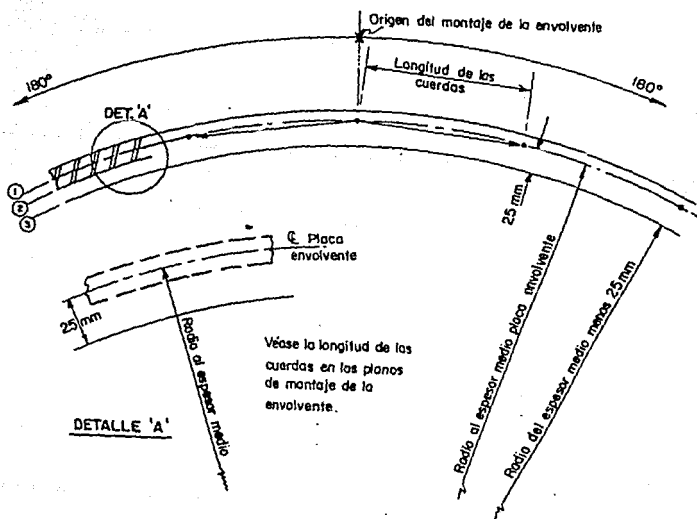 Origen del montaje de la envolvente
180°
Longitud de las
cuerdas
180°
DET. 'A'
1
2
3
25 mm
℄ Placa
envolvente
25 mm
Radio al espesor medio
Véase la longitud de las
cuerdas en los planos
de montaje de la
envolvente.
Radio al espesor medio placa envolvente
Radio del espesor medio menos 25 mm
DETALLE 'A'